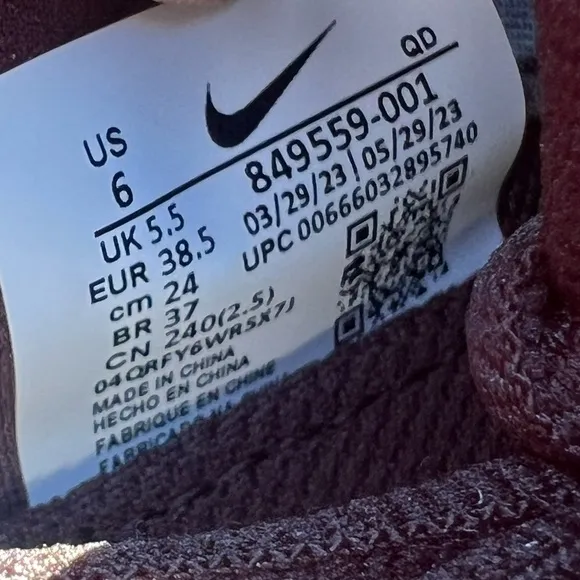 QD
US
6
849559-001
UK 5.5
03/29/23 | 05/29/23
EUR 38.5
UPC 00666032895740
cm 24
BR 37
CN 240(2.5)
04QRFY6WR5X7J
MADE IN CHINA
HECHO EN CHINA
FABRIQUE EN CHINE